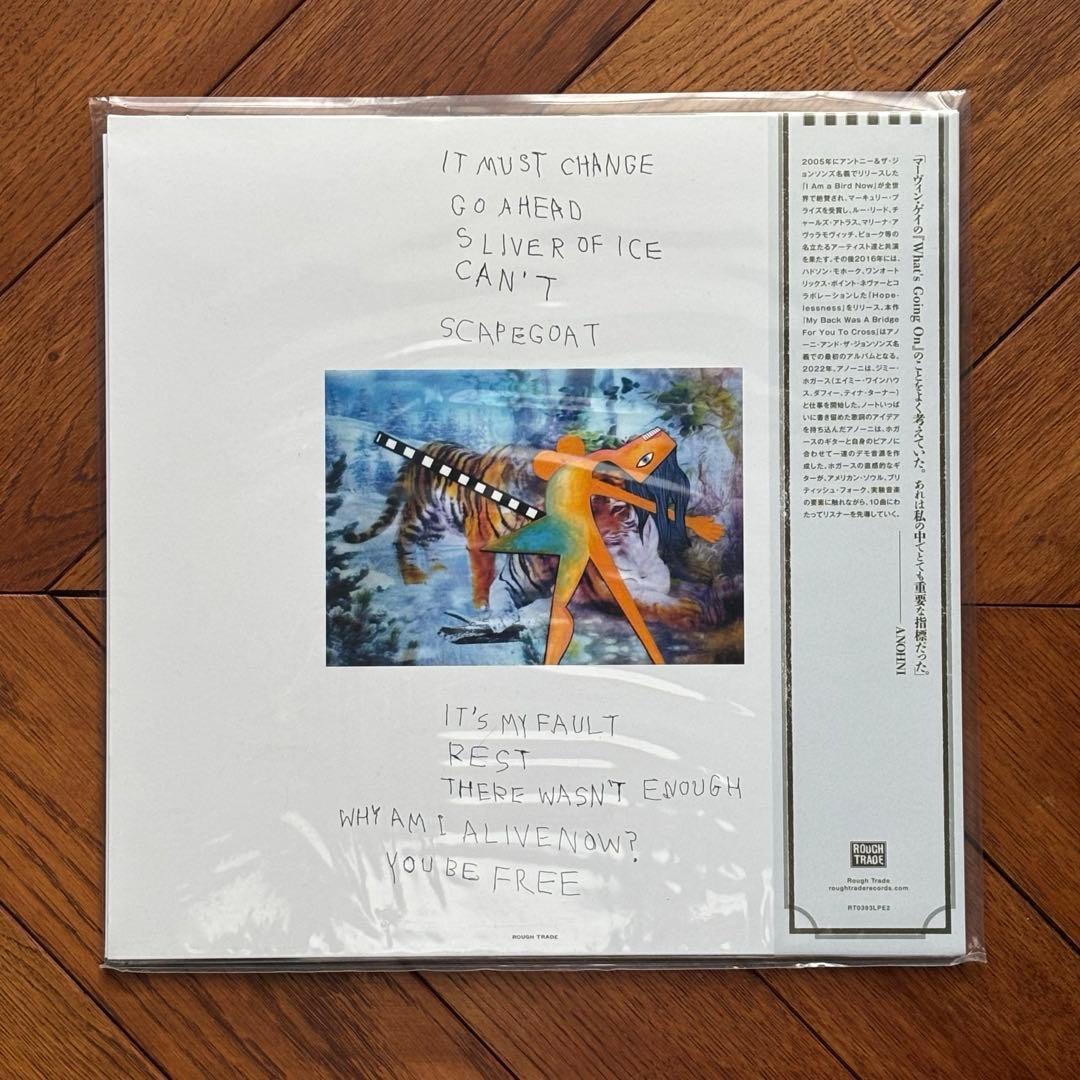 IT MUST CHANGE
GO AHEAD
SLIVER OF ICE
CAN'T
SCAPEGOAT
IT'S MY FAULT
REST
THERE WASN'T ENOUGH
WHY AM I ALIVE NOW?
YOU BE FREE
ROUGH TRADE
「マーヴィン・ゲイの『What's Going On』のことをよく考えていた。あれは私の中でとても重要な指標だった」
ANOHNI
2005年にアントニー&ザ・ジ
ョンソンズ名義でリリースした
『I Am a Bird Now』が全世
界で絶賛され、マーキュリー・プ
ライズを受賞し、ルー・リード、チ
ャールズ・アトラス、マリーナ・ア
ヴゥラモヴィッチ、ビョーク等の
名立たるアーティスト達と共演
を果たす。その後2016年には、
ハドソン・モホーク、ワンオート
リックス・ポイント・ネヴァーとコ
ラボレーションした『Hope-
lessness』をリリース。本作
『My Back Was A Bridge
For You To Cross』はアノ
ーニ・アンド・ザ・ジョンソンズ名
義での最初のアルバムとなる。
2022年、アノーニは、ジミー・
ホガース(エイミー・ワインハウ
ス、ダフィー、ティナ・ターナー)
と仕事を開始した。ノートいっぱ
いに書き留めた歌詞のアイデア
を持ち込んだアノーニは、ホガ
ースのギターと自身のピアノに
合わせて一連のデモ音源を作
成した。ホガースの直感的なギ
ターが、アメリカン・ソウル、ブリ
ティッシュ・フォーク、実験音楽
の要素に触れながら、10曲にわ
たってリスナーを先導していく。
ROUGH
TRADE
Rough Trade
roughtraderecords.com
RT0393LPE2